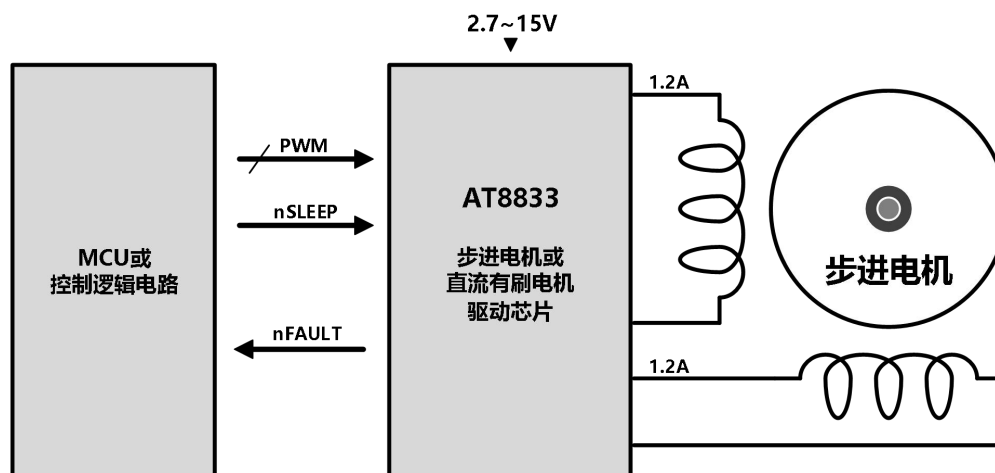 2.7~15V
MCU或
控制逻辑电路
PWM
nSLEEP
nFAULT
AT8833
步进电机或
直流有刷电机
驱动芯片
1.2A
步进电机
1.2A